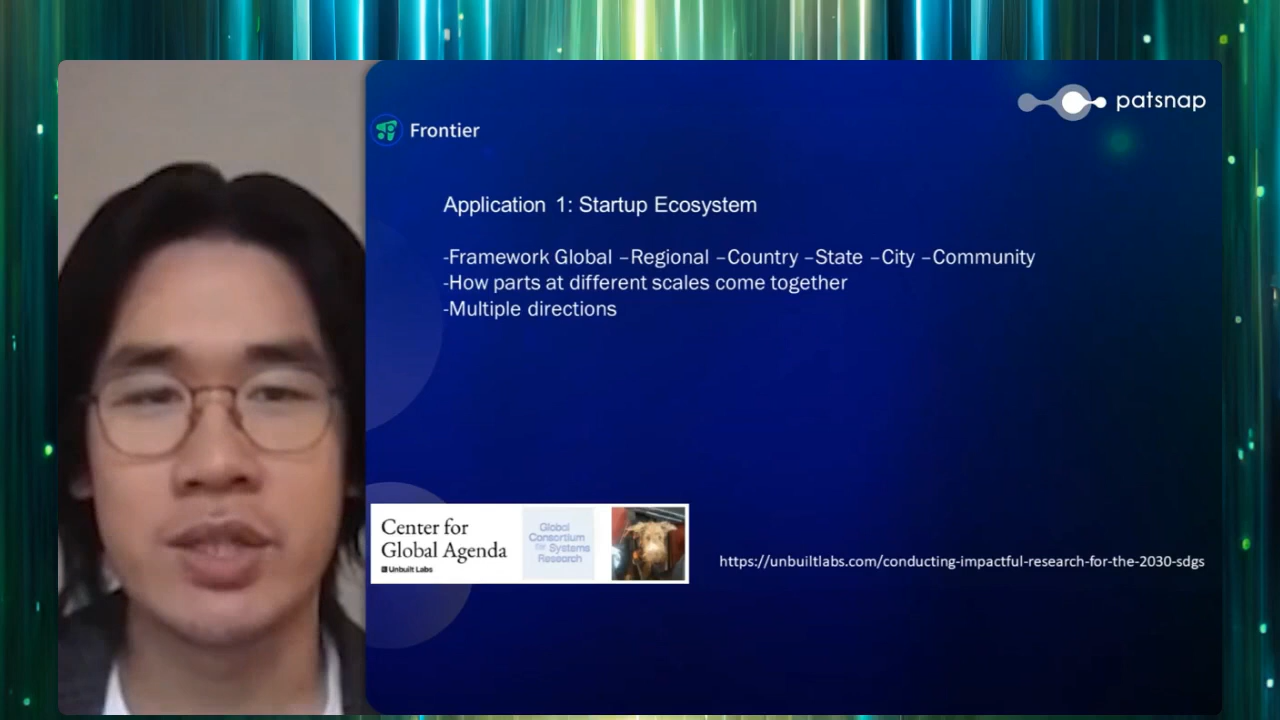 patsnap
Frontier
Application 1: Startup Ecosystem
-Framework Global –Regional –Country –State –City –Community
-How parts at different scales come together
-Multiple directions
Center for
Global Agenda
Unbuilt Labs
Global
Consortium
for Systems
Research
https://unbuiltlabs.com/conducting-impactful-research-for-the-2030-sdgs